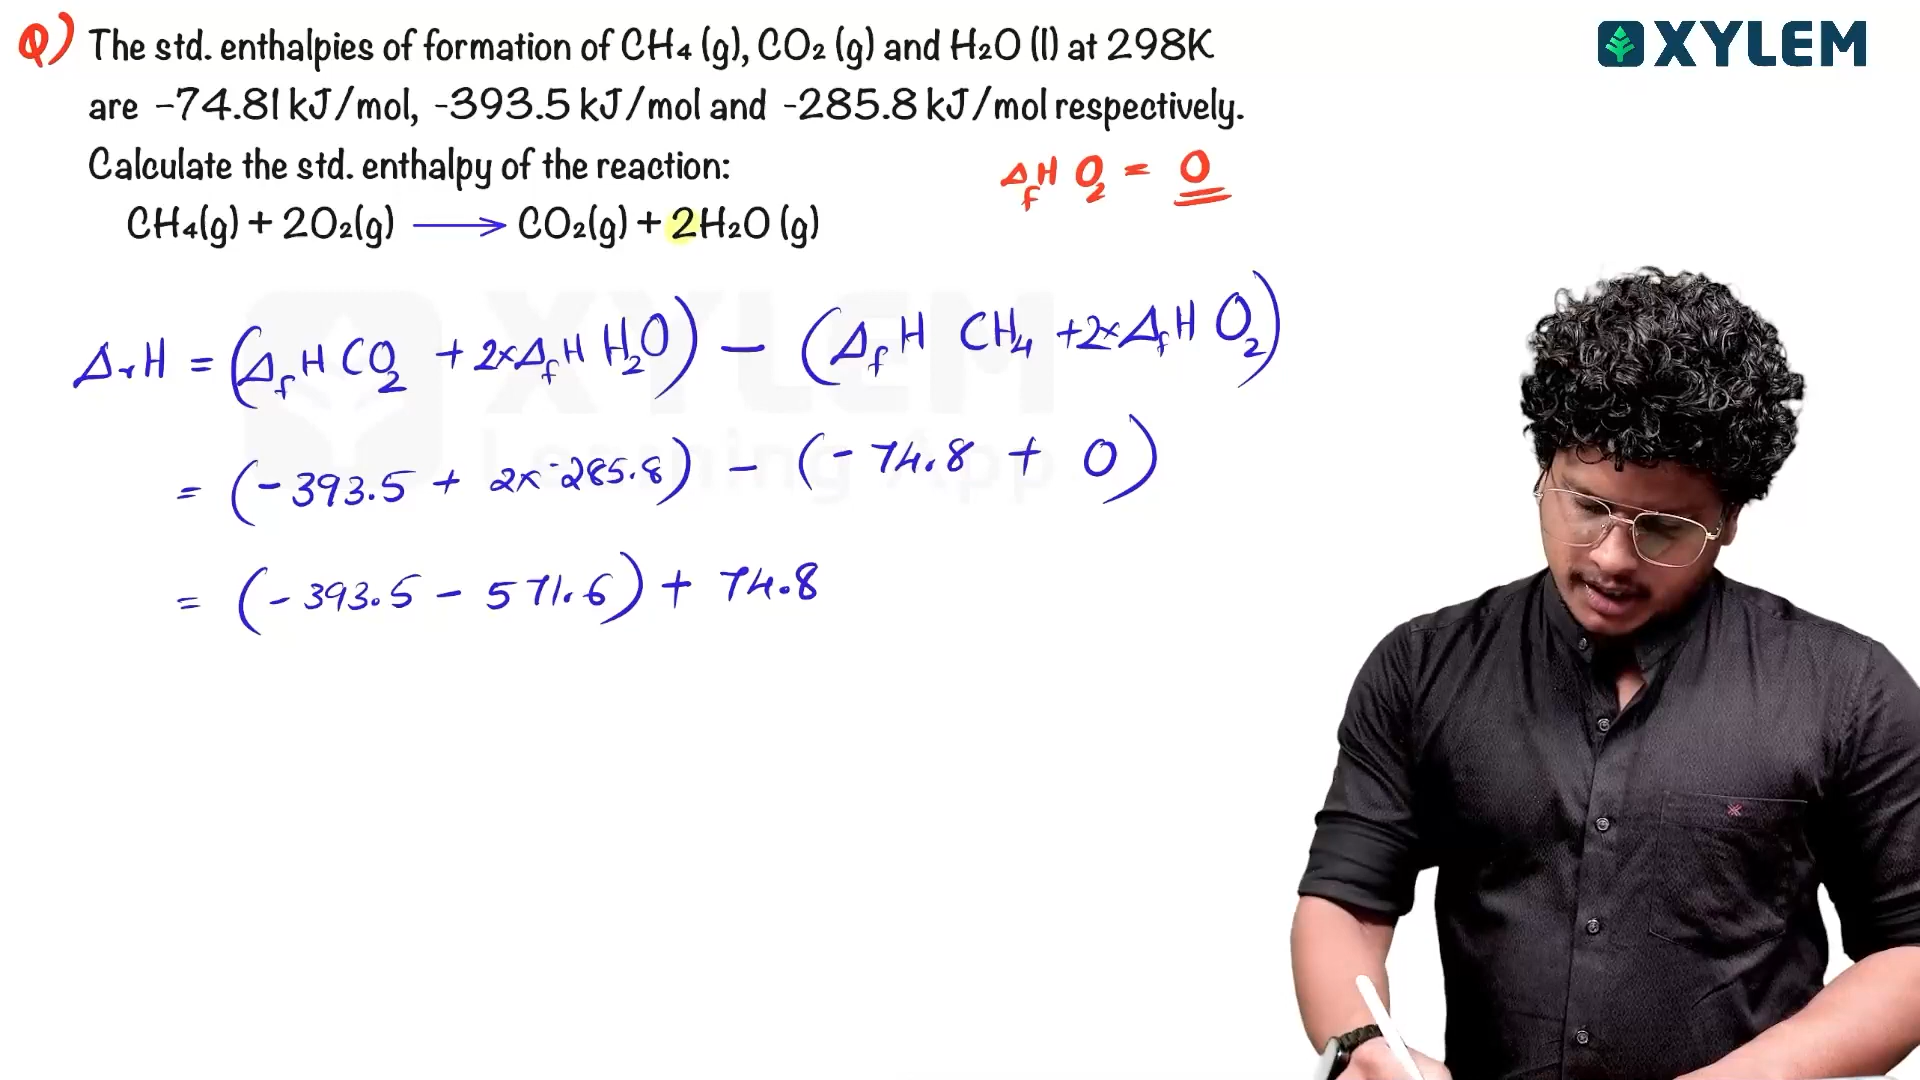 Q) The std. enthalpies of formation of CH₄ (g), CO₂ (g) and H₂O (l) at 298K
XYLEM
are -74.81 kJ/mol, -393.5 kJ/mol and -285.8 kJ/mol respectively.
Calculate the std. enthalpy of the reaction:
ΔfH O₂ = 0
CH₄(g) + 2O₂(g) ⟶ CO₂(g) + 2H₂O (g)
ΔrH = (ΔfH CO₂ + 2×ΔfH H₂O) − (ΔfH CH₄ + 2×ΔfH O₂)
= (-393.5 + 2×-285.8) − (-74.8 + 0)
= (-393.5 − 571.6) + 74.8
XYLEM
Learning App